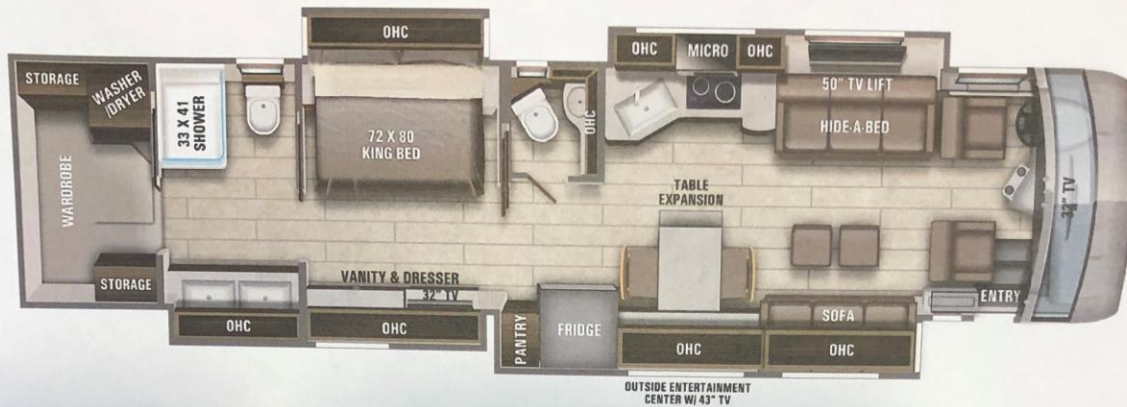 OHC
STORAGE
WASHER
/DRYER
33 X 41
SHOWER
72 X 80
KING BED
OHC
OHC
MICRO
OHC
50" TV LIFT
HIDE-A-BED
32" TV
WARDROBE
TABLE
EXPANSION
STORAGE
VANITY & DRESSER
32" TV
OHC
OHC
PANTRY
FRIDGE
OHC
SOFA
OHC
ENTRY
OUTSIDE ENTERTAINMENT
CENTER W/ 43" TV